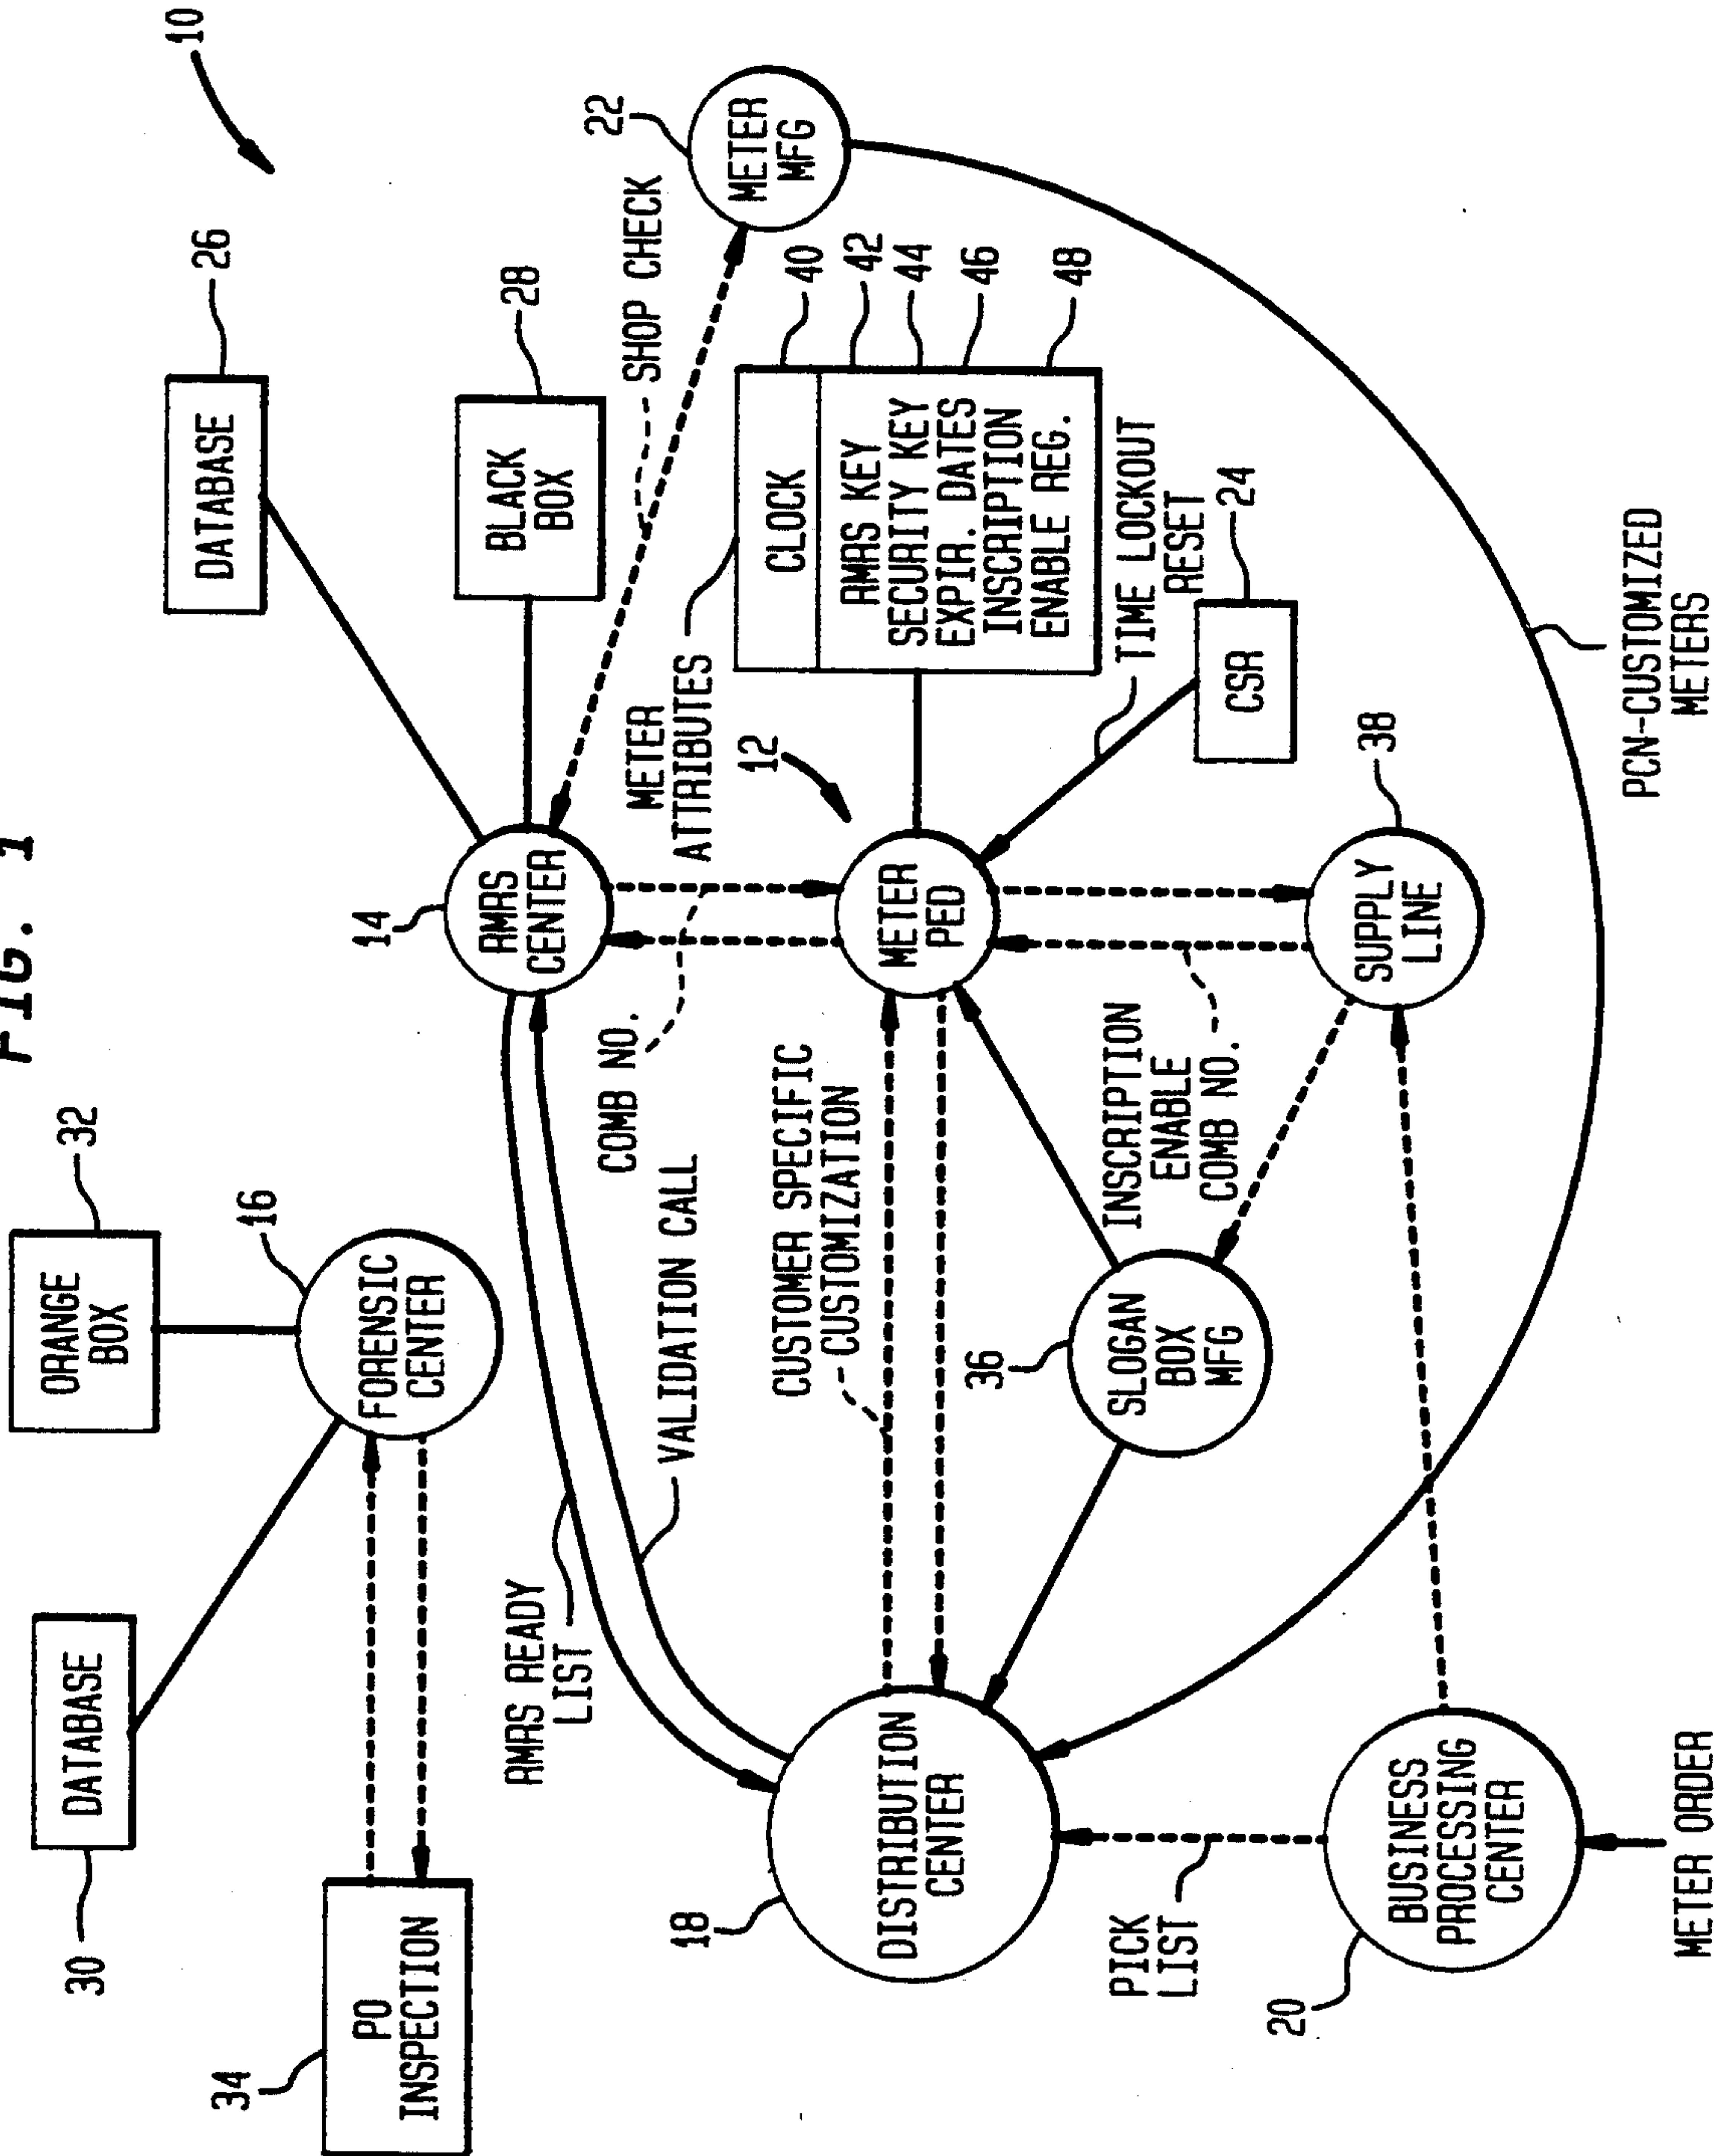 FIG. 1
10
34
PO
INSPECTION
30
DATABASE
ORANGE
BOX
32
16
FORENSIC
CENTER
DATABASE
26
BLACK
BOX
28
14
RMRS
CENTER
SHOP CHECK
22
METER
MFG
RMRS READY
LIST
VALIDATION CALL
COMB NO.
METER
ATTRIBUTES
CLOCK
40
RMRS KEY
42
SECURITY KEY
44
EXPIR. DATES
46
INSCRIPTION
ENABLE REG.
48
12
METER
PED
CUSTOMER SPECIFIC
CUSTOMIZATION
18
DISTRIBUTION
CENTER
TIME LOCKOUT
RESET
CSR
24
INSCRIPTION
ENABLE
COMB NO.
36
SLOGAN
BOX
MFG
SUPPLY
LINE
38
PICK
LIST
20
BUSINESS
PROCESSING
CENTER
METER ORDER
PCN-CUSTOMIZED
METERS